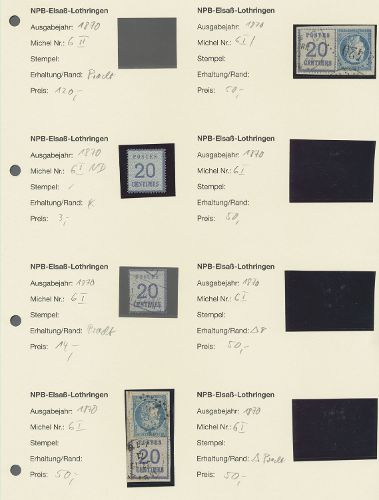 NPB-Elsaß-Lothringen
Ausgabejahr: 1870
Michel Nr.: 6 II
Stempel:
Erhaltung/Rand: Pracht
Preis: 120,-
NPB-Elsaß-Lothringen
Ausgabejahr: 1870
Michel Nr.: 6 I
Stempel:
Erhaltung/Rand:
Preis: 50,-
POSTES
20
CENTIMES
NPB-Elsaß-Lothringen
Ausgabejahr: 1870
Michel Nr.: 6 I ND
Stempel:
Erhaltung/Rand:
Preis: 3,-
POSTES
20
CENTIMES
NPB-Elsaß-Lothringen
Ausgabejahr: 1870
Michel Nr.: 6 I
Stempel:
Erhaltung/Rand:
Preis: 50,
NPB-Elsaß-Lothringen
Ausgabejahr: 1870
Michel Nr.: 6 I
Stempel:
Erhaltung/Rand: Pracht
Preis: 14,-
POSTES
20
CENTIMES
NPB-Elsaß-Lothringen
Ausgabejahr: 1870
Michel Nr.: 6 I
Stempel:
Erhaltung/Rand:
Preis: 50,-
NPB-Elsaß-Lothringen
Ausgabejahr: 1870
Michel Nr.: 6 I
Stempel:
Erhaltung/Rand:
Preis: 50,-
POSTES
20
CENTIMES
NPB-Elsaß-Lothringen
Ausgabejahr: 1870
Michel Nr.: 6 I
Stempel:
Erhaltung/Rand: Pracht
Preis: 50,-